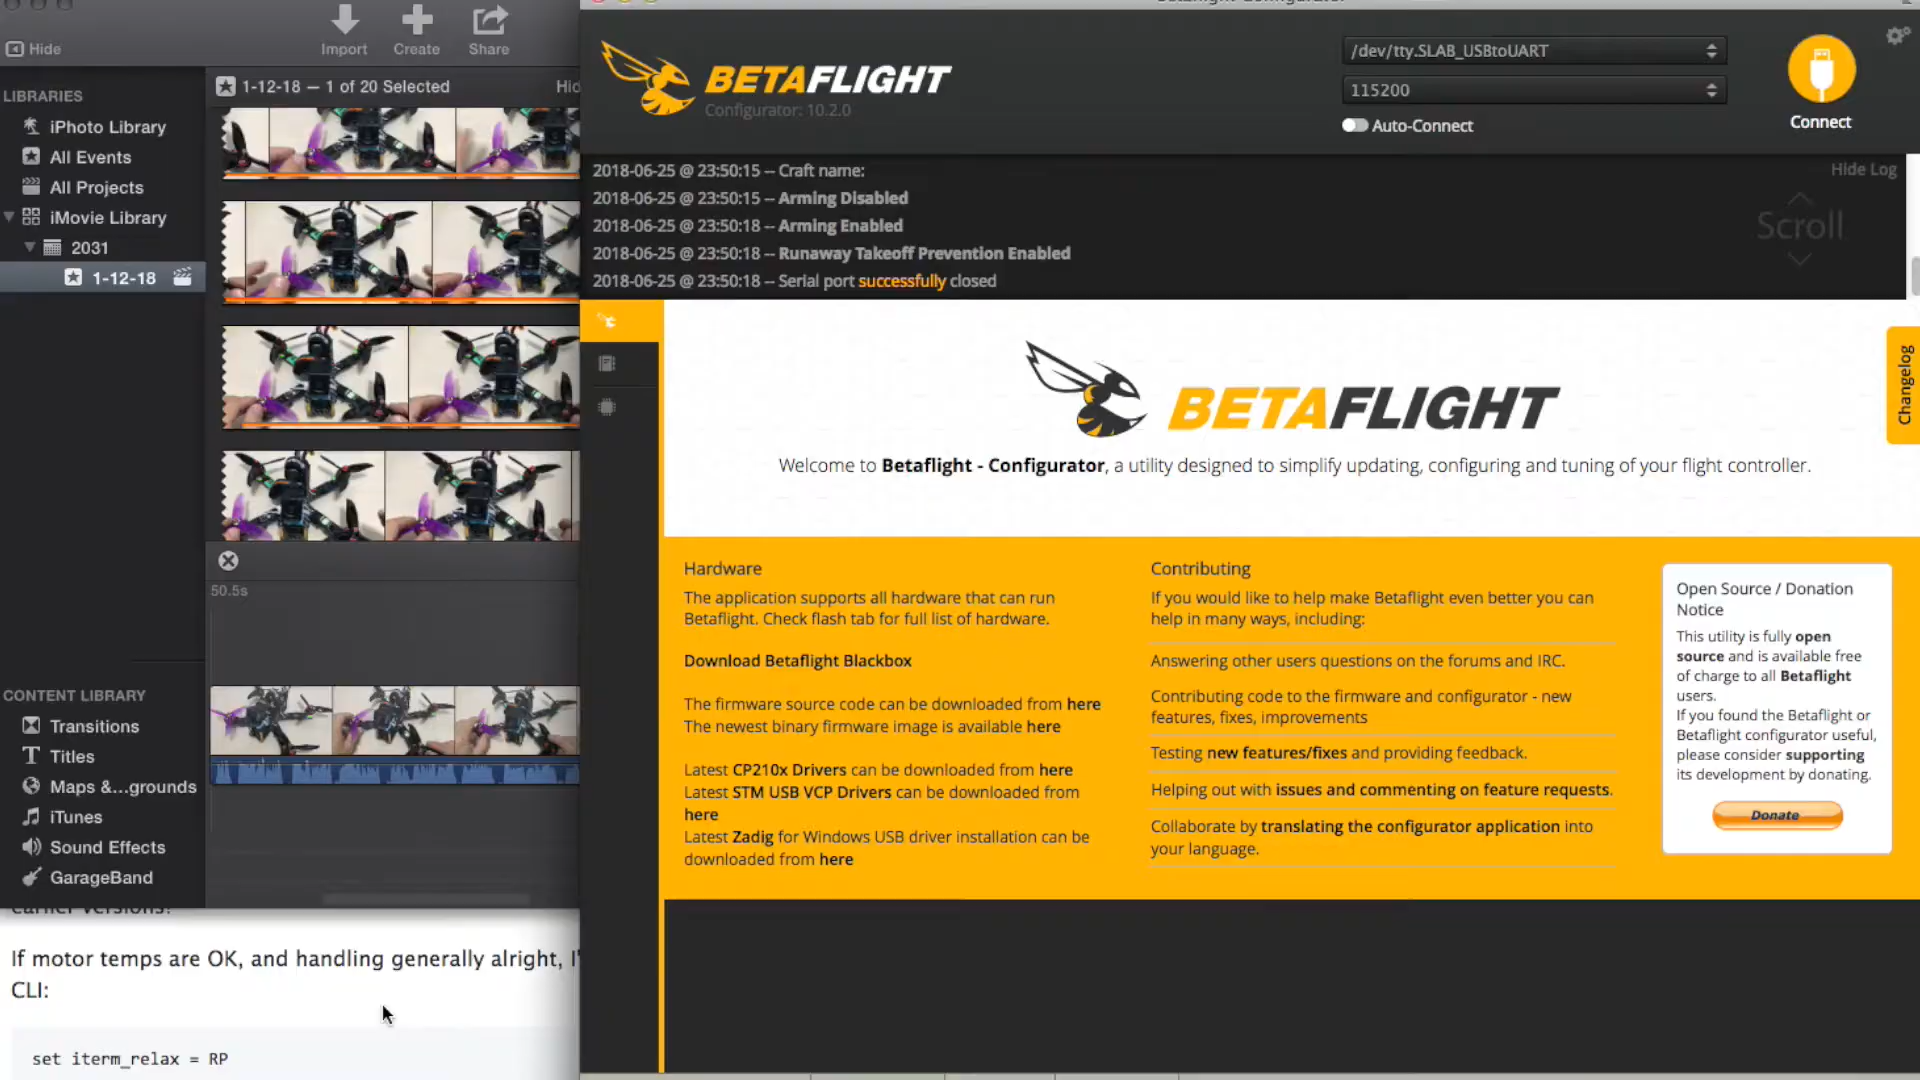 Hide
Import
Create
Share
LIBRARIES
iPhoto Library
All Events
All Projects
iMovie Library
2031
1-12-18
1-12-18 — 1 of 20 Selected
Hid
50.5s
CONTENT LIBRARY
Transitions
Titles
Maps &...grounds
iTunes
Sound Effects
GarageBand
If motor temps are OK, and handling generally alright, I'
CLI:
set iterm_relax = RP
BETAFLIGHT
Configurator: 10.2.0
/dev/tty.SLAB_USBtoUART
115200
Auto-Connect
Connect
2018-06-25 @ 23:50:15 -- Craft name:
2018-06-25 @ 23:50:15 -- Arming Disabled
2018-06-25 @ 23:50:18 -- Arming Enabled
2018-06-25 @ 23:50:18 -- Runaway Takeoff Prevention Enabled
2018-06-25 @ 23:50:18 -- Serial port successfully closed
Hide Log
Scroll
BETAFLIGHT
Changelog
Welcome to Betaflight - Configurator, a utility designed to simplify updating, configuring and tuning of your flight controller.
Hardware
The application supports all hardware that can run
Betaflight. Check flash tab for full list of hardware.
Download Betaflight Blackbox
The firmware source code can be downloaded from here
The newest binary firmware image is available here
Latest CP210x Drivers can be downloaded from here
Latest STM USB VCP Drivers can be downloaded from
here
Latest Zadig for Windows USB driver installation can be
downloaded from here
Contributing
If you would like to help make Betaflight even better you can
help in many ways, including:
Answering other users questions on the forums and IRC.
Contributing code to the firmware and configurator - new
features, fixes, improvements
Testing new features/fixes and providing feedback.
Helping out with issues and commenting on feature requests.
Collaborate by translating the configurator application into
your language.
Open Source / Donation
Notice
This utility is fully open
source and is available free
of charge to all Betaflight
users.
If you found the Betaflight or
Betaflight configurator useful,
please consider supporting
its development by donating.
Donate